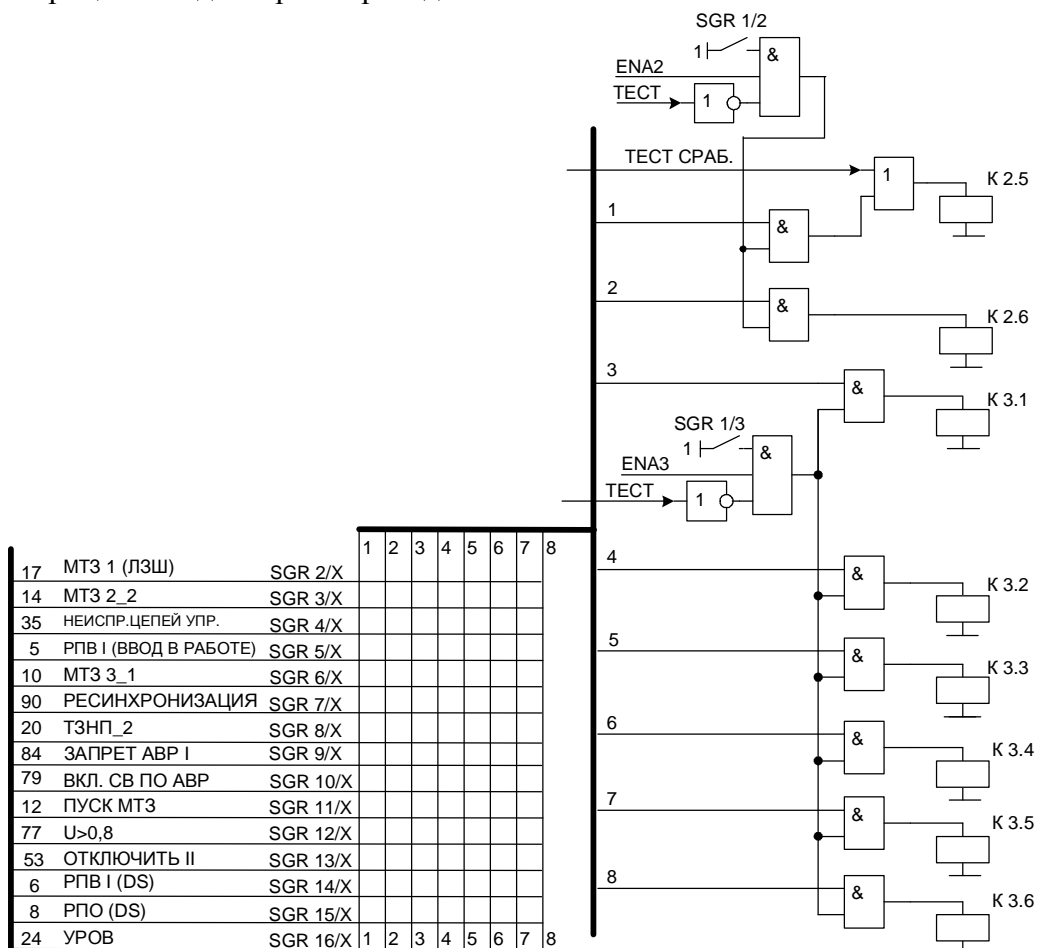 SGR 1/2
1
&
ENA2
ТЕСТ
1
ТЕСТ СРАБ.
1
К 2.5
1
&
2
&
К 2.6
3
&
К 3.1
SGR 1/3
1
&
ENA3
ТЕСТ
1
1 2 3 4 5 6 7 8
4
&
К 3.2
5
&
К 3.3
6
&
К 3.4
7
&
К 3.5
8
&
К 3.6
17 МТЗ 1 (ЛЗШ) SGR 2/X
14 МТЗ 2_2 SGR 3/X
35 НЕИСПР.ЦЕПЕЙ УПР. SGR 4/X
5 РПВ I (ВВОД В РАБОТЕ) SGR 5/X
10 МТЗ 3_1 SGR 6/X
90 РЕСИНХРОНИЗАЦИЯ SGR 7/X
20 ТЗНП_2 SGR 8/X
84 ЗАПРЕТ АВР I SGR 9/X
79 ВКЛ. СВ ПО АВР SGR 10/X
12 ПУСК МТЗ SGR 11/X
77 U>0,8 SGR 12/X
53 ОТКЛЮЧИТЬ II SGR 13/X
6 РПВ I (DS) SGR 14/X
8 РПО (DS) SGR 15/X
24 УРОВ SGR 16/X 1 2 3 4 5 6 7 8